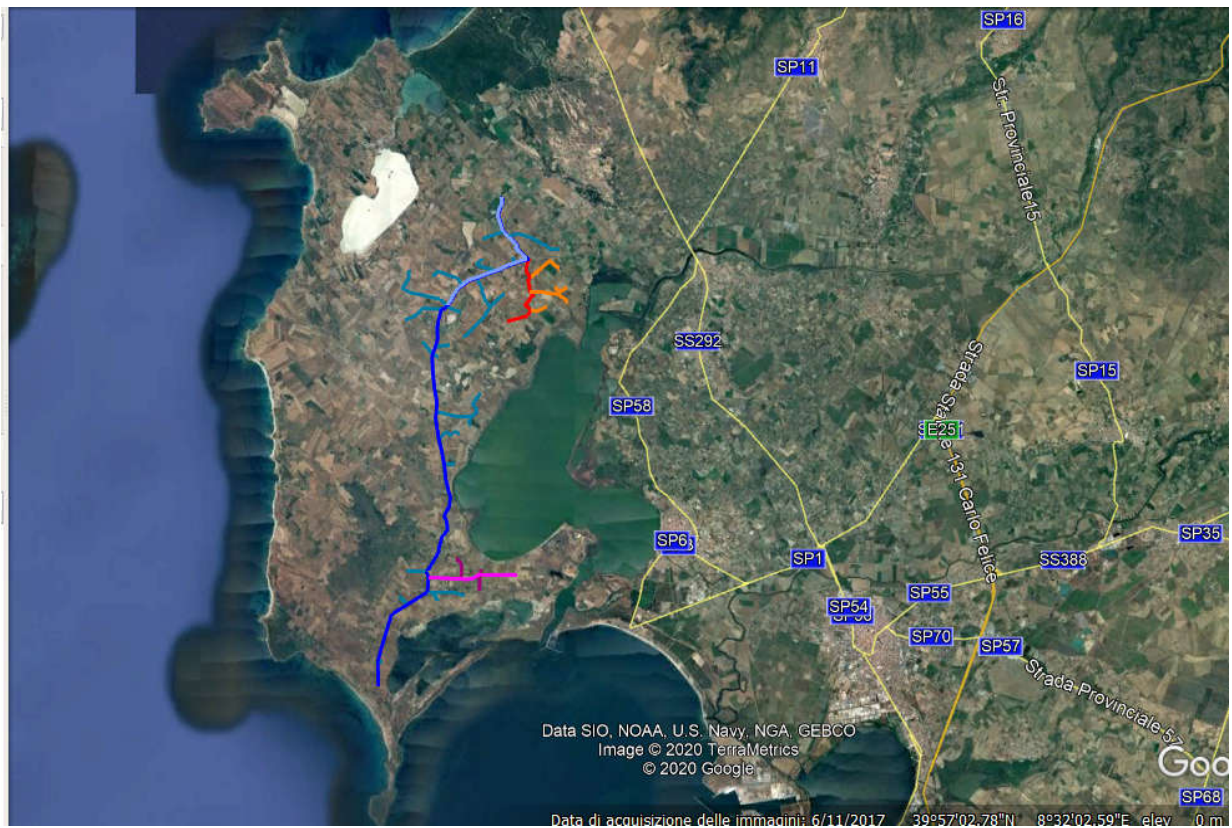 SP16
SP11
Str. Provinciale15
SS292
SP15
SP58
E25
Strada Statale 131 Carlo Felice
SP6
SP1
SP35
SS388
SP55
SP54
SP70
SP57
Strada Provinciale 57
Data SIO, NOAA, U.S. Navy, NGA, GEBCO
Image © 2020 TerraMetrics
© 2020 Google
Goo
SP68
Data di acquisizione delle immagini: 6/11/2017 39°57'02.78"N 8°32'02.59"E elev 0 m